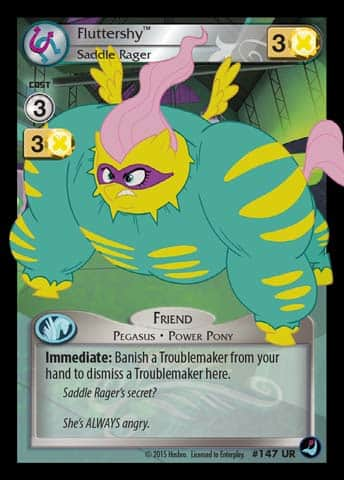 Fluttershy™
Saddle Rager
3
COST
3
3
FRIEND
PEGASUS • POWER PONY
Immediate: Banish a Troublemaker from your
hand to dismiss a Troublemaker here.
Saddle Rager's secret?
She's ALWAYS angry.
© 2015 Hasbro. Licensed to Enterplay. #147 UR